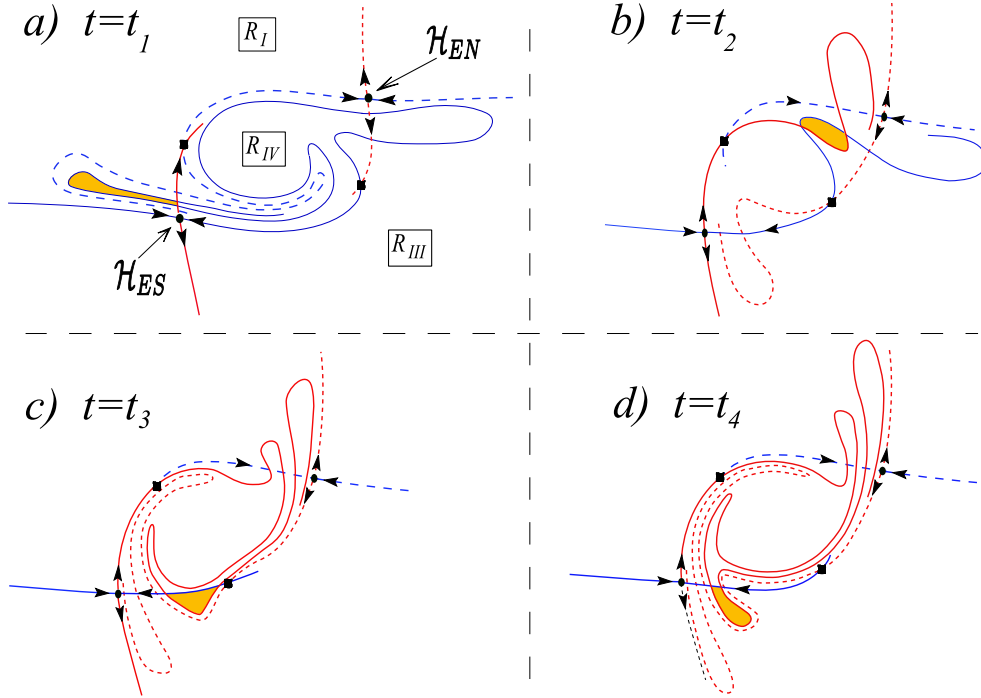 a) t=t₁
R_I
ℋ_EN
R_IV
ℋ_ES
R_III
b) t=t₂
c) t=t₃
d) t=t₄